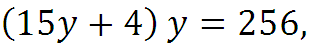 (15y + 4) y = 256,